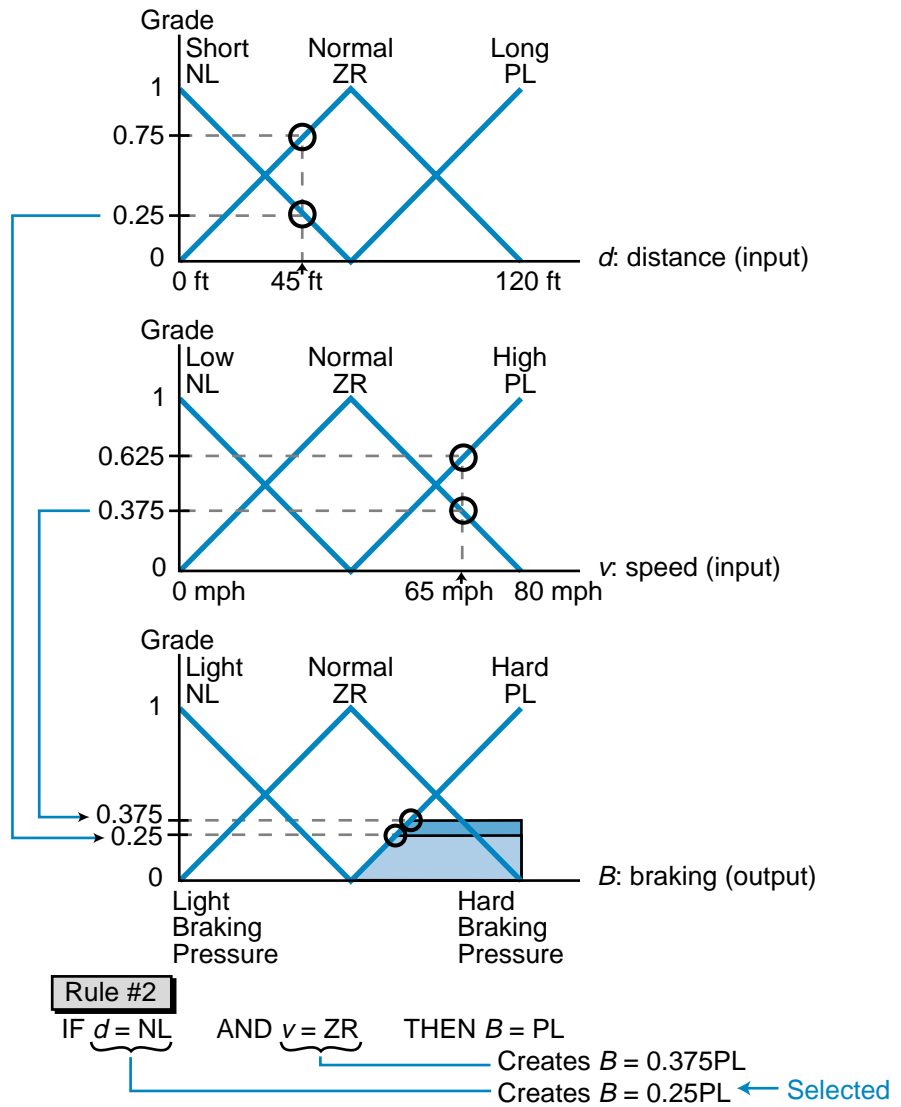 Grade
Short Normal Long
NL ZR PL
1
0.75
0.25
0
d: distance (input)
0 ft 45 ft 120 ft
Grade
Low Normal High
NL ZR PL
1
0.625
0.375
0
v: speed (input)
0 mph 65 mph 80 mph
Grade
Light Normal Hard
NL ZR PL
1
0.375
0.25
0
B: braking (output)
Light Hard
Braking Braking
Pressure Pressure
Rule #2
IF d = NL AND v = ZR THEN B = PL
Creates B = 0.375PL
Creates B = 0.25PL Selected